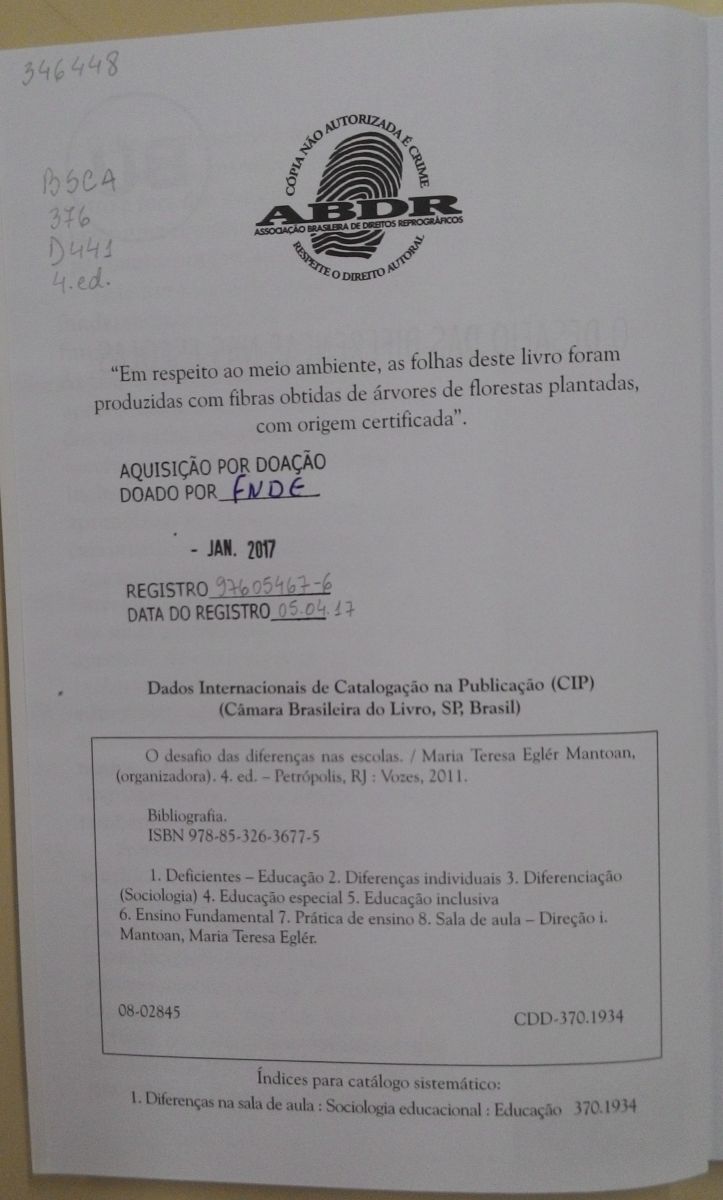 346448
BSCA
376
D441
4.ed.
CÓPIA NÃO AUTORIZADA É CRIME
ABDR
ASSOCIAÇÃO BRASILEIRA DE DIREITOS REPROGRÁFICOS
RESPEITE O DIREITO AUTORAL
“Em respeito ao meio ambiente, as folhas deste livro foram
produzidas com fibras obtidas de árvores de florestas plantadas,
com origem certificada”.
AQUISIÇÃO POR DOAÇÃO
DOADO POR FNDE
- JAN. 2017
REGISTRO 97605467-6
DATA DO REGISTRO 05.04.17
Dados Internacionais de Catalogação na Publicação (CIP)
(Câmara Brasileira do Livro, SP, Brasil)
O desafio das diferenças nas escolas. / Maria Teresa Eglér Mantoan,
(organizadora). 4. ed. – Petrópolis, RJ : Vozes, 2011.
Bibliografia.
ISBN 978-85-326-3677-5
1. Deficientes – Educação 2. Diferenças individuais 3. Diferenciação
(Sociologia) 4. Educação especial 5. Educação inclusiva
6. Ensino Fundamental 7. Prática de ensino 8. Sala de aula – Direção i.
Mantoan, Maria Teresa Eglér.
08-02845 CDD-370.1934
Índices para catálogo sistemático:
1. Diferenças na sala de aula : Sociologia educacional : Educação 370.1934